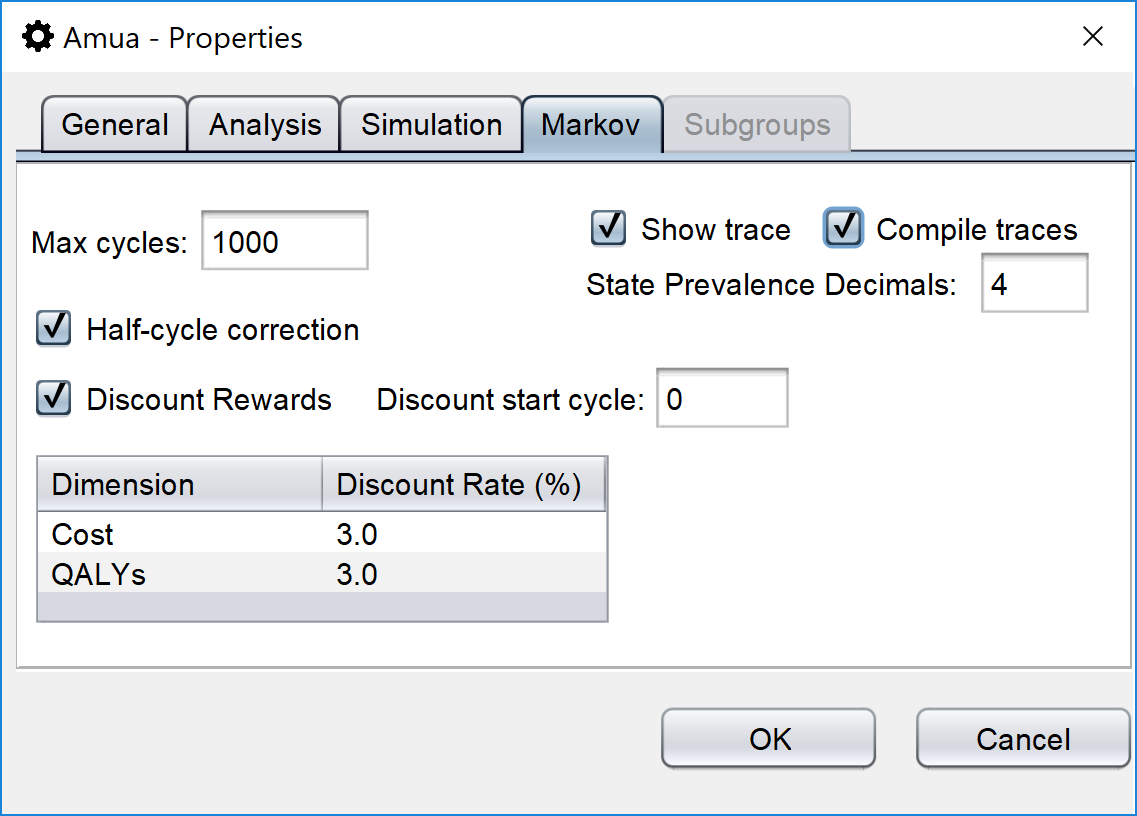 Amua - Properties
General Analysis Simulation Markov Subgroups
Max cycles: 1000
Show trace Compile traces
State Prevalence Decimals: 4
Half-cycle correction
Discount Rewards Discount start cycle: 0
Dimension Discount Rate (%)
Cost 3.0
QALYs 3.0
OK Cancel